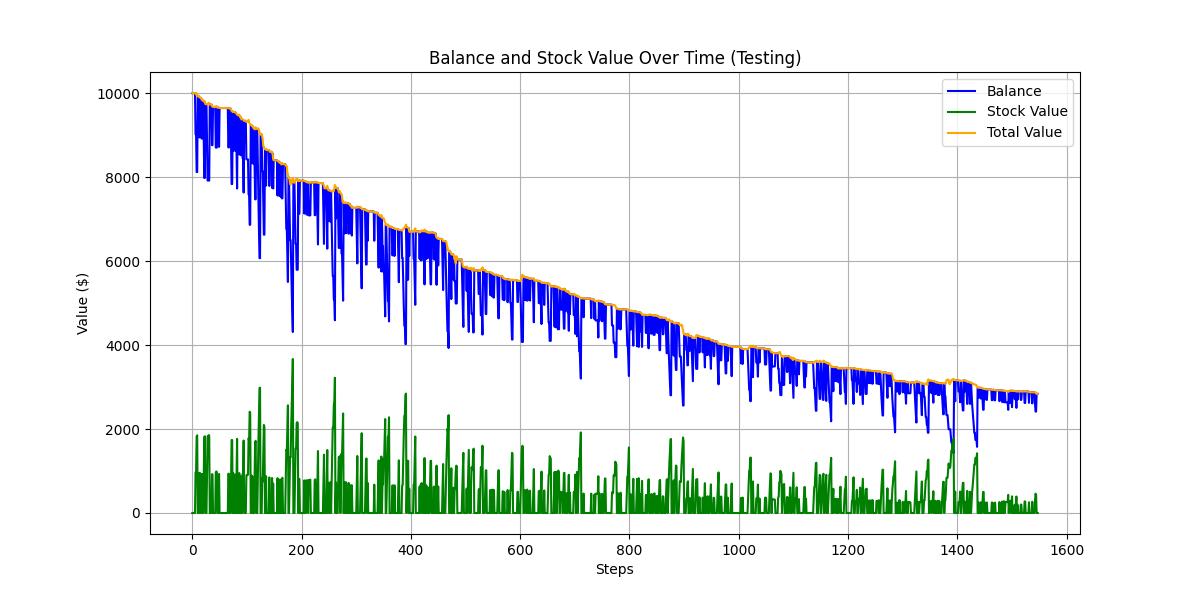 Balance and Stock Value Over Time (Testing)
Balance
Stock Value
Total Value
Value ($)
10000
8000
6000
4000
2000
0
0 200 400 600 800 1000 1200 1400 1600
Steps